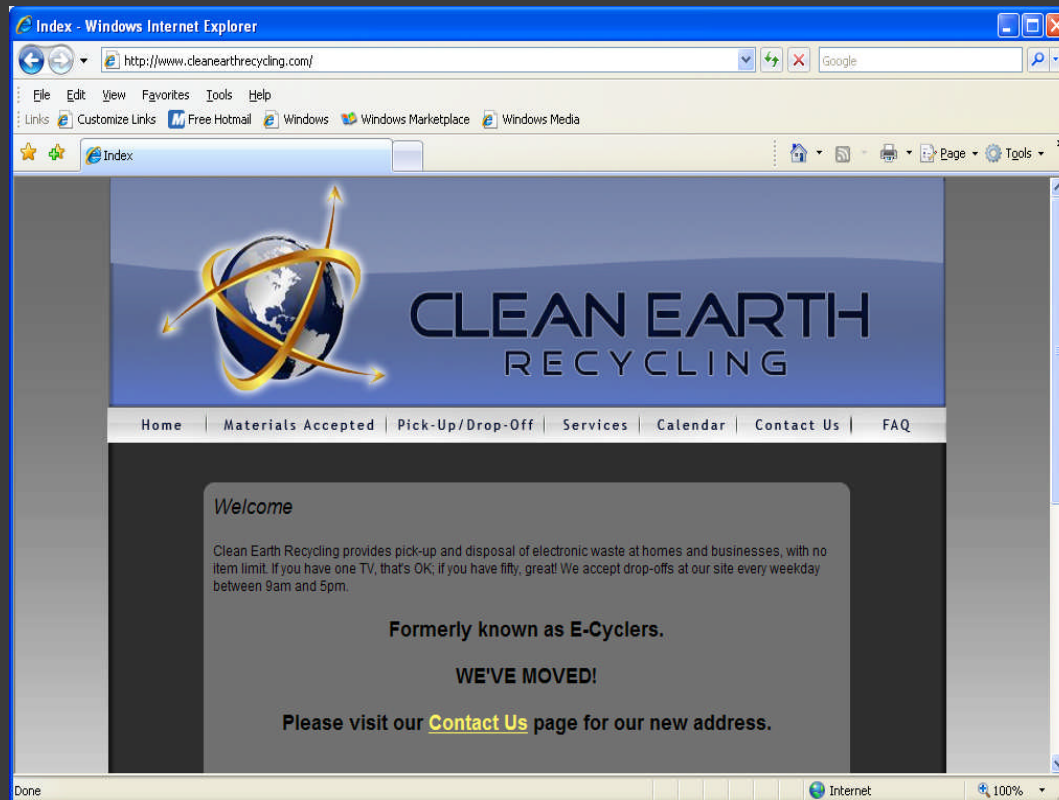 Index - Windows Internet Explorer
http://www.cleanearthrecycling.com/
Google
File Edit View Favorites Tools Help
Links Customize Links Free Hotmail Windows Windows Marketplace Windows Media
Index
Page Tools
CLEAN EARTH
RECYCLING
Home Materials Accepted Pick-Up/Drop-Off Services Calendar Contact Us FAQ
Welcome
Clean Earth Recycling provides pick-up and disposal of electronic waste at homes and businesses, with no
item limit. If you have one TV, that's OK; if you have fifty, great! We accept drop-offs at our site every weekday
between 9am and 5pm.
Formerly known as E-Cyclers.
WE'VE MOVED!
Please visit our Contact Us page for our new address.
Done Internet 100%